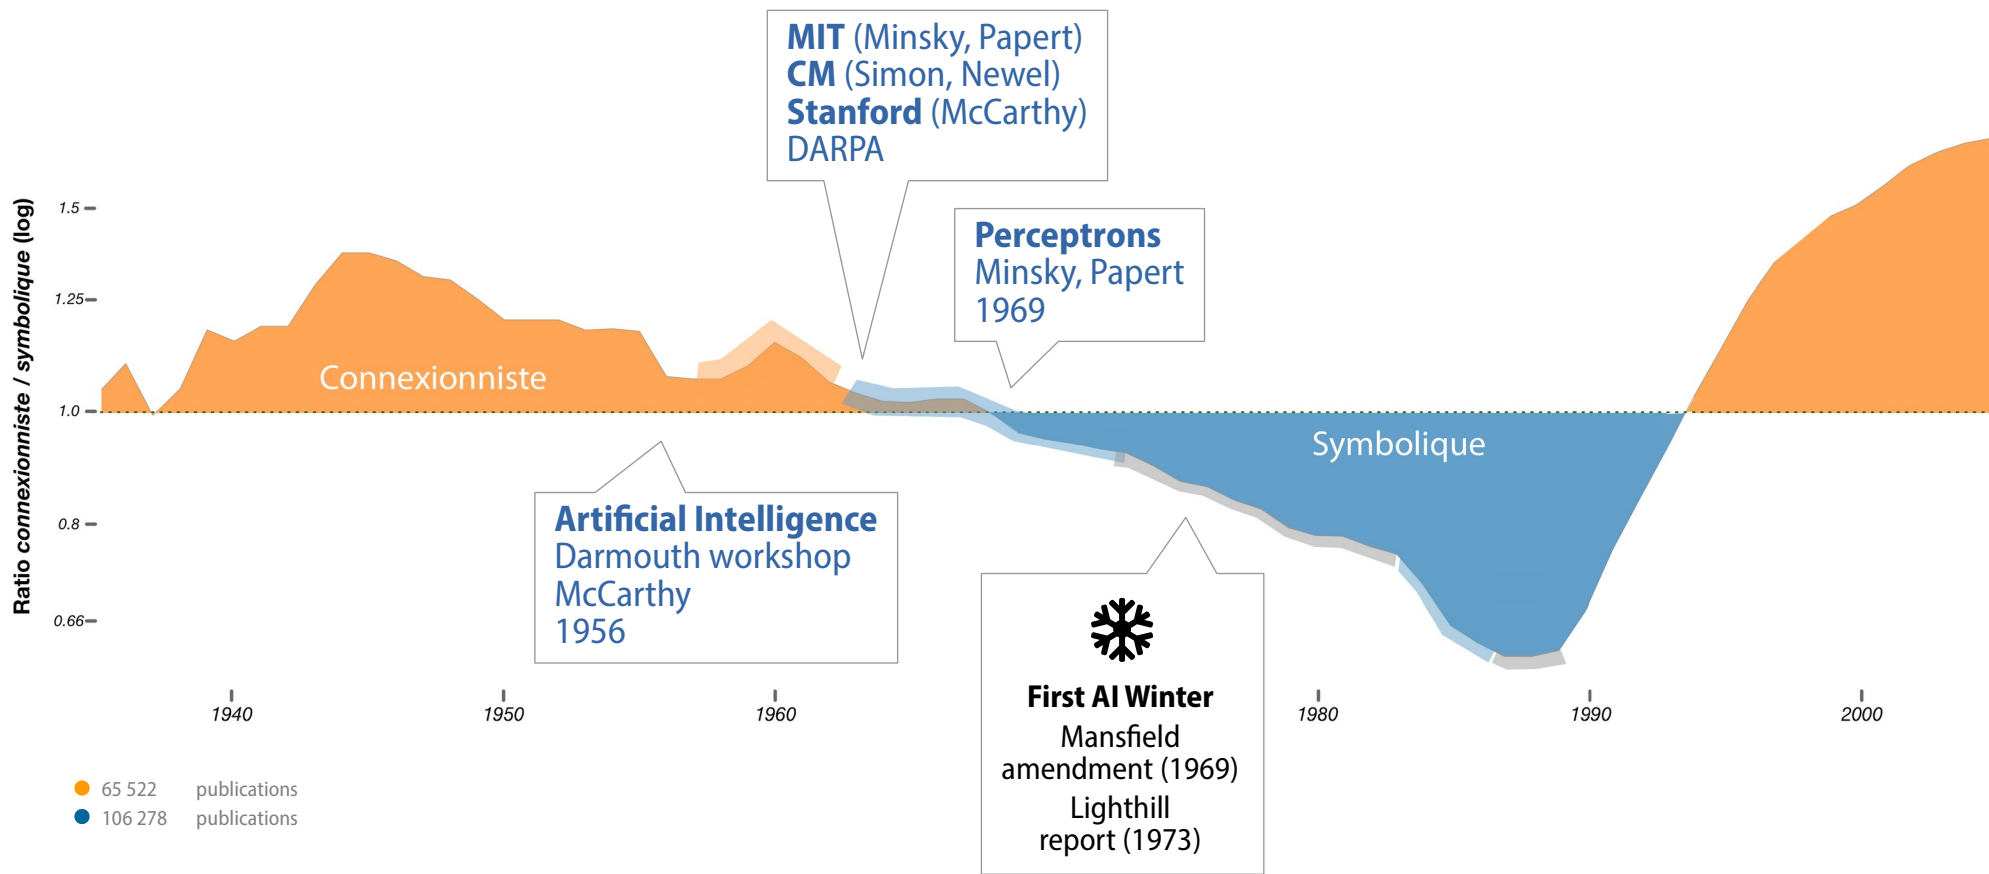 MIT (Minsky, Papert)
CM (Simon, Newel)
Stanford (McCarthy)
DARPA
Perceptrons
Minsky, Papert
1969
Ratio connexionniste / symbolique (log)
1.5
1.25
1.0
0.8
0.66
Connexionniste
Symbolique
Artificial Intelligence
Darmouth workshop
McCarthy
1956
First AI Winter
Mansfield
amendment (1969)
Lighthill
report (1973)
1940
1950
1960
1980
1990
2000
65 522 publications
106 278 publications